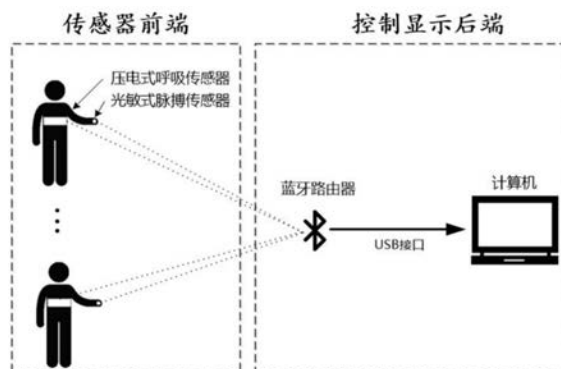 传感器前端
控制显示后端
压电式呼吸传感器
光敏式脉搏传感器
蓝牙路由器
USB接口
计算机